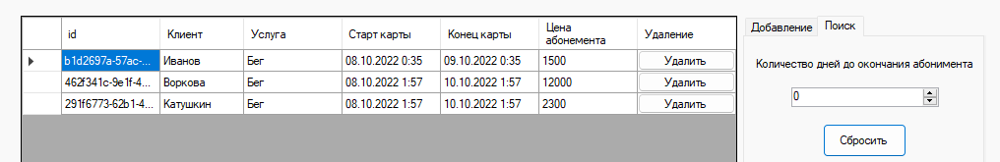 Добавление Поиск
id Клиент Услуга Старт карты Конец карты Цена абонемента Удаление
b1d2697a-57ac-... Иванов Бег 08.10.2022 0:35 09.10.2022 0:35 1500 Удалить
462f341c-9e1f-4... Воркова Бег 08.10.2022 1:57 10.10.2022 1:57 12000 Удалить
291f6773-62b1-4... Катушкин Бег 08.10.2022 1:57 10.10.2022 1:57 2300 Удалить
Количество дней до окончания абонимента
0
Сбросить